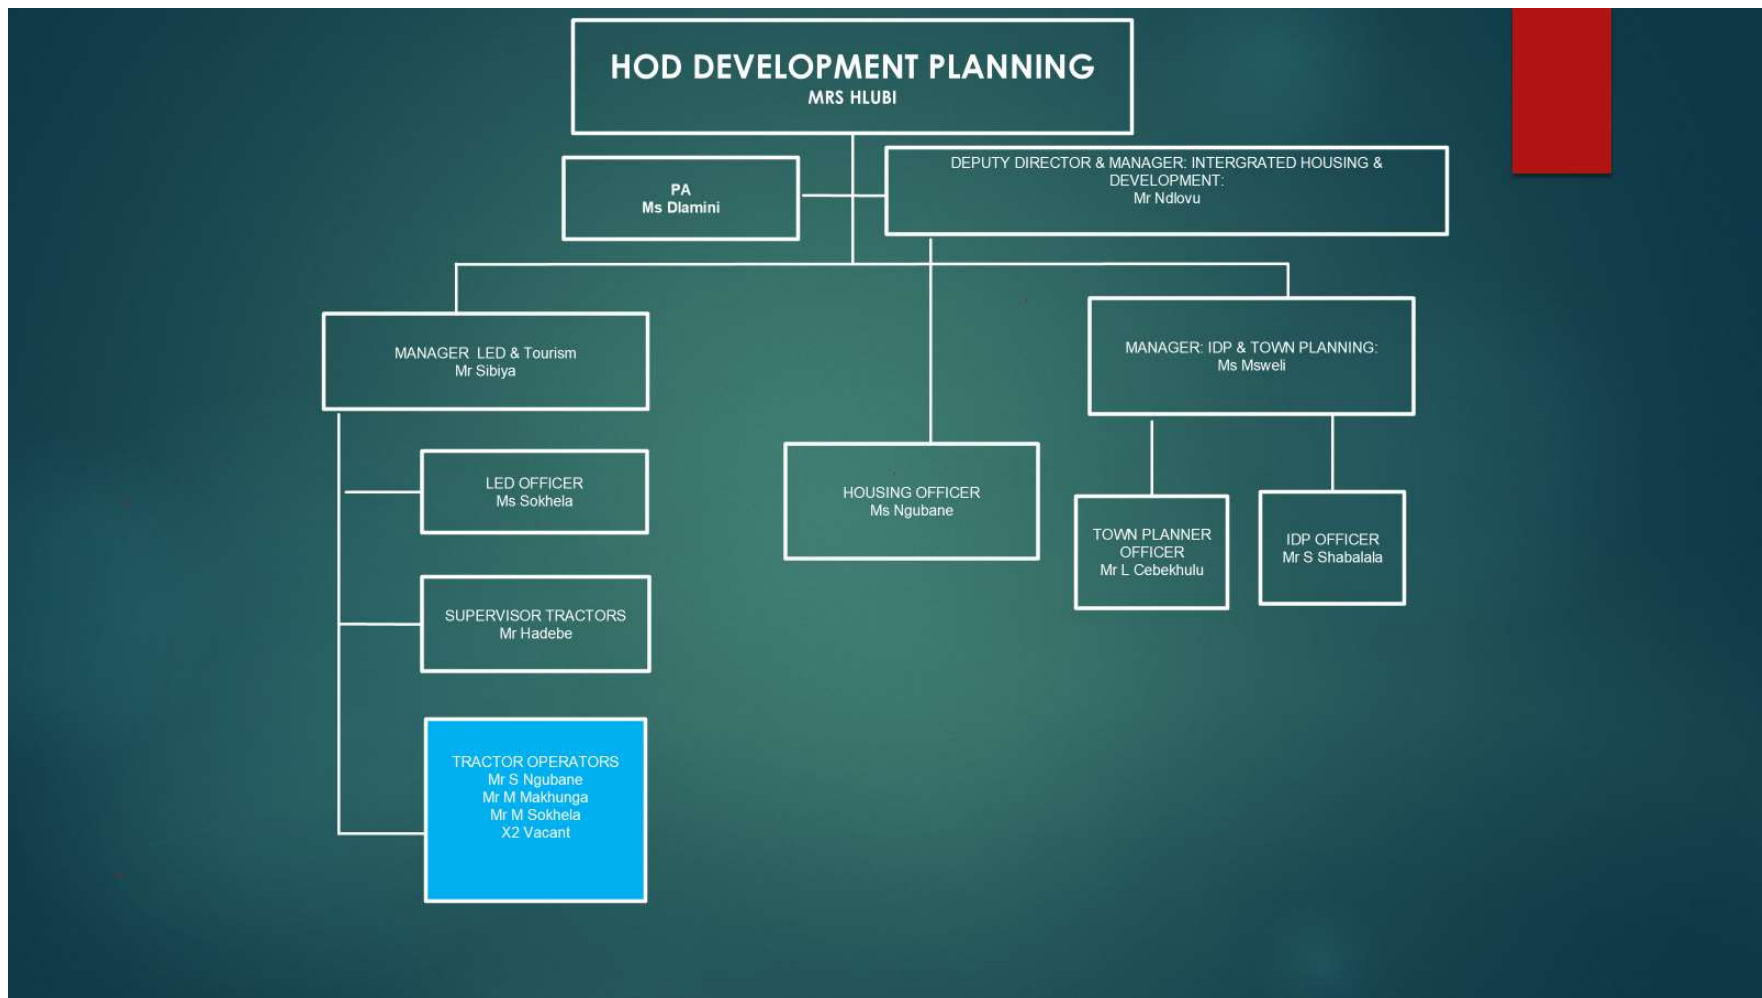 HOD DEVELOPMENT PLANNING
MRS HLUBI
PA
Ms Dlamini
DEPUTY DIRECTOR & MANAGER: INTERGRATED HOUSING &
DEVELOPMENT:
Mr Ndlovu
MANAGER LED & Tourism
Mr Sibiya
MANAGER: IDP & TOWN PLANNING:
Ms Msweli
LED OFFICER
Ms Sokhela
HOUSING OFFICER
Ms Ngubane
TOWN PLANNER
OFFICER
Mr L Cebekhulu
IDP OFFICER
Mr S Shabalala
SUPERVISOR TRACTORS
Mr Hadebe
TRACTOR OPERATORS
Mr S Ngubane
Mr M Makhunga
Mr M Sokhela
X2 Vacant